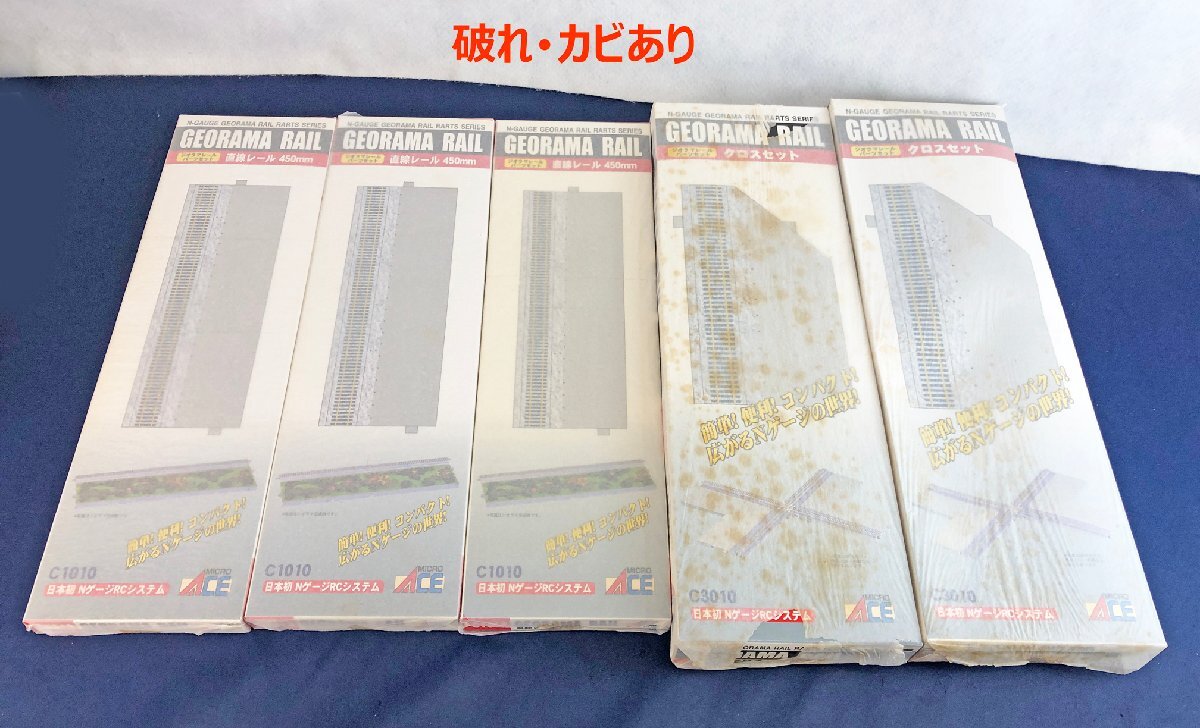 破れ・カビあり
N-GAUGE GEORAMA RAIL RARTS SERIES
GEORAMA RAIL
直線レール 450mm
簡単! 便利! コンパクト!
広がるNゲージの世界!
C1010
日本初 NゲージRCシステム
MICRO
ACE
N-GAUGE GEORAMA RAIL RARTS SERIES
GEORAMA RAIL
直線レール 450mm
簡単! 便利! コンパクト!
広がるNゲージの世界!
C1010
日本初 NゲージRCシステム
MICRO
ACE
N-GAUGE GEORAMA RAIL RARTS SERIES
GEORAMA RAIL
直線レール 450mm
簡単! 便利! コンパクト!
広がるNゲージの世界!
C1010
日本初 NゲージRCシステム
MICRO
ACE
N-GAUGE GEORAMA RAIL RARTS SERIES
GEORAMA RAIL
クロスセット
簡単! 便利! コンパクト!
広がるNゲージの世界!
C3010
日本初 NゲージRCシステム
MICRO
ACE
N-GAUGE GEORAMA RAIL RARTS SERIES
GEORAMA RAIL
クロスセット
簡単! 便利! コンパクト!
広がるNゲージの世界!
C3010
日本初 NゲージRCシステム
MICRO
ACE